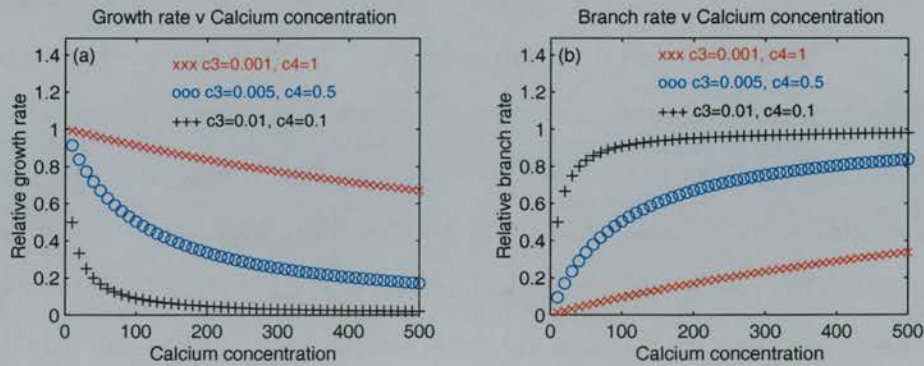 Growth rate v Calcium concentration
1.4
1.2
1
0.8
0.6
0.4
0.2
0
(a)
xxx c3=0.001, c4=1
ooo c3=0.005, c4=0.5
+++ c3=0.01, c4=0.1
Relative growth rate
0 100 200 300 400 500
Calcium concentration
Branch rate v Calcium concentration
1.4
1.2
1
0.8
0.6
0.4
0.2
0
(b)
xxx c3=0.001, c4=1
ooo c3=0.005, c4=0.5
+++ c3=0.01, c4=0.1
Relative branch rate
0 100 200 300 400 500
Calcium concentration